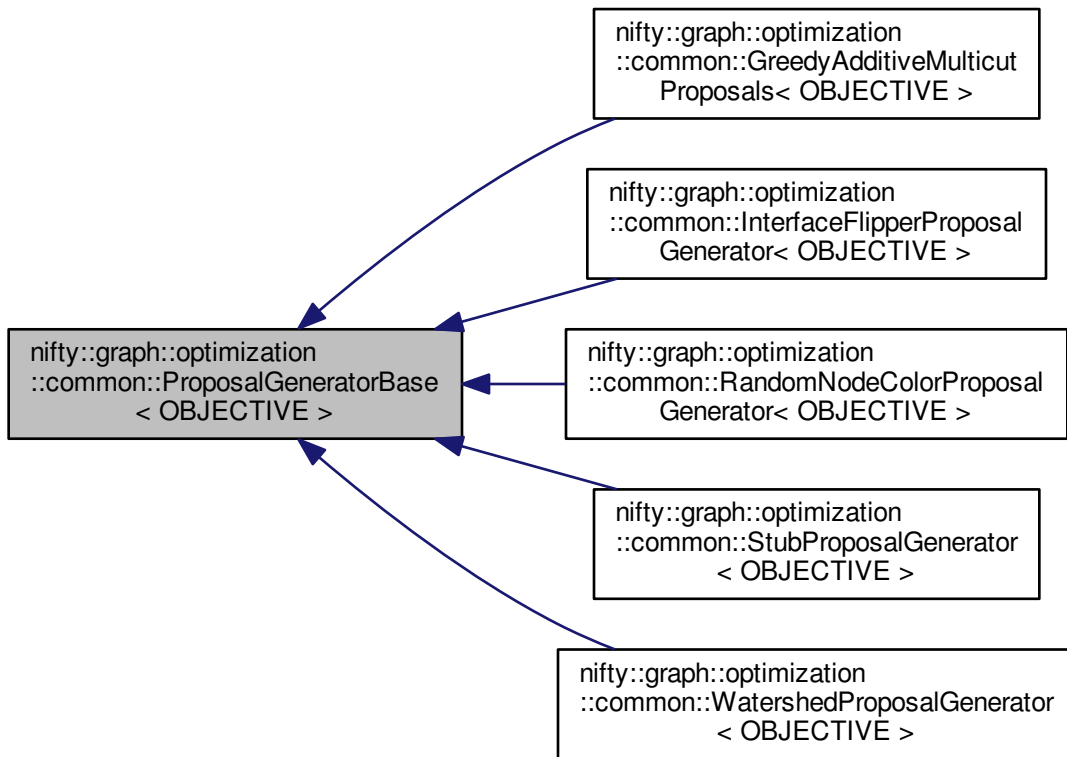 nifty::graph::optimization
::common::GreedyAdditiveMulticut
Proposals< OBJECTIVE >
nifty::graph::optimization
::common::InterfaceFlipperProposal
Generator< OBJECTIVE >
nifty::graph::optimization
::common::ProposalGeneratorBase
< OBJECTIVE >
nifty::graph::optimization
::common::RandomNodeColorProposal
Generator< OBJECTIVE >
nifty::graph::optimization
::common::StubProposalGenerator
< OBJECTIVE >
nifty::graph::optimization
::common::WatershedProposalGenerator
< OBJECTIVE >